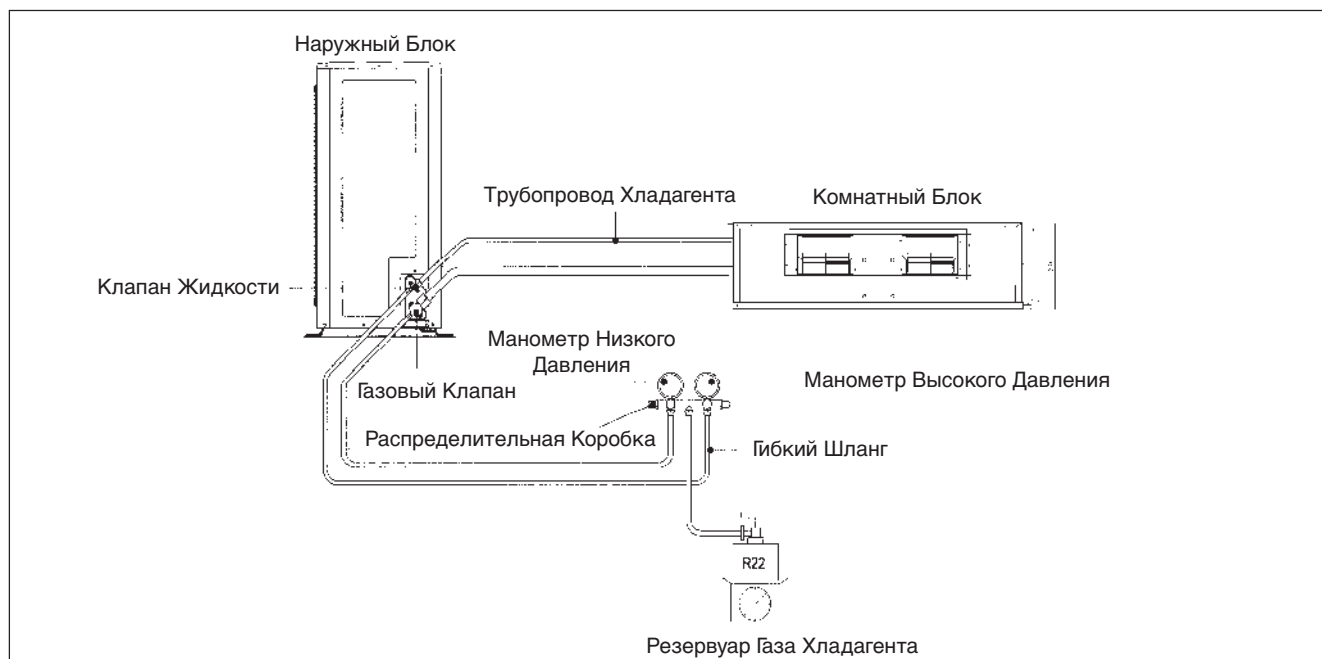 Наружный Блок
Трубопровод Хладагента
Комнатный Блок
Клапан Жидкости
Манометр Низкого
Давления
Газовый Клапан
Манометр Высокого Давления
Распределительная Коробка
Гибкий Шланг
R22
Резервуар Газа Хладагента